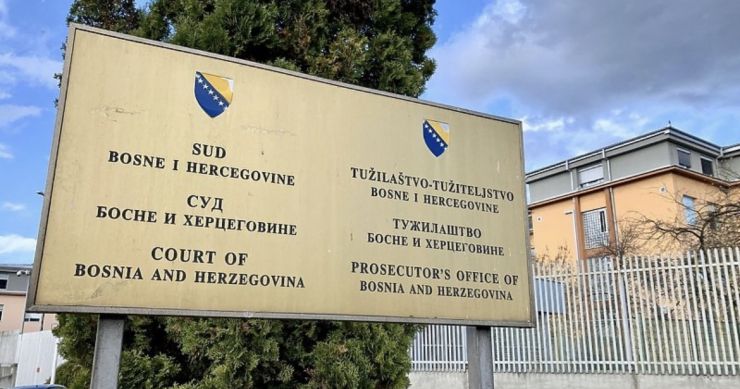 SUD
BOSNE I HERCEGOVINE
СУД
БОСНЕ И ХЕРЦЕГОВИНЕ
COURT OF
BOSNIA AND HERZEGOVINA
TUŽILAŠTVO-TUŽITELJSTVO
BOSNE I HERCEGOVINE
ТУЖИЛАШТВО
БОСНЕ И ХЕРЦЕГОВИНЕ
PROSECUTOR'S OFFICE OF
BOSNIA AND HERZEGOVINA